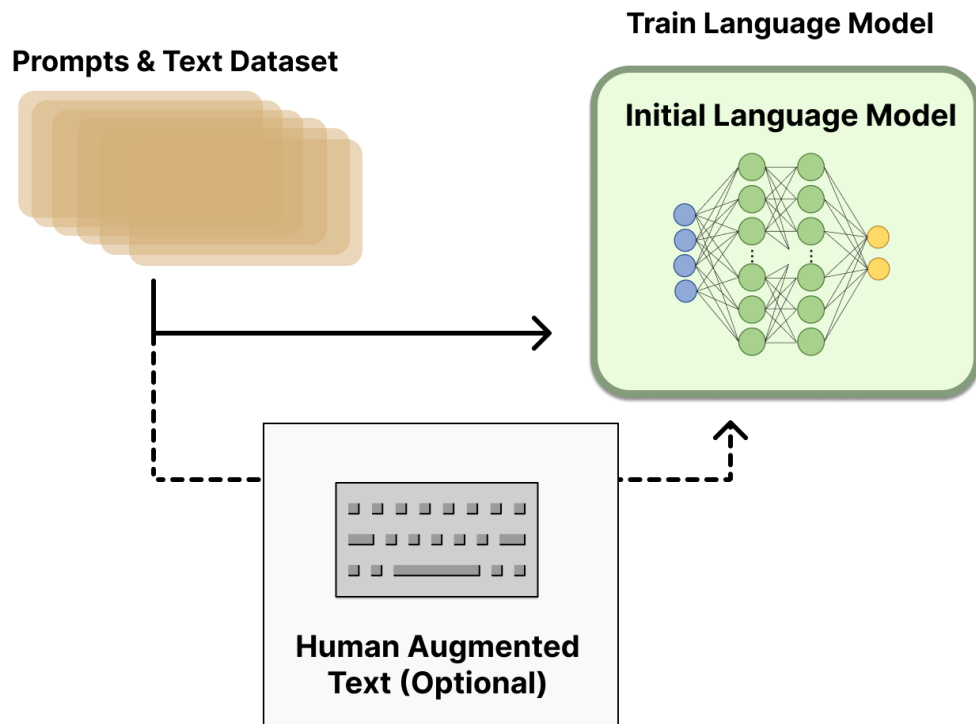 Train Language Model
Prompts & Text Dataset
Initial Language Model
Human Augmented
Text (Optional)